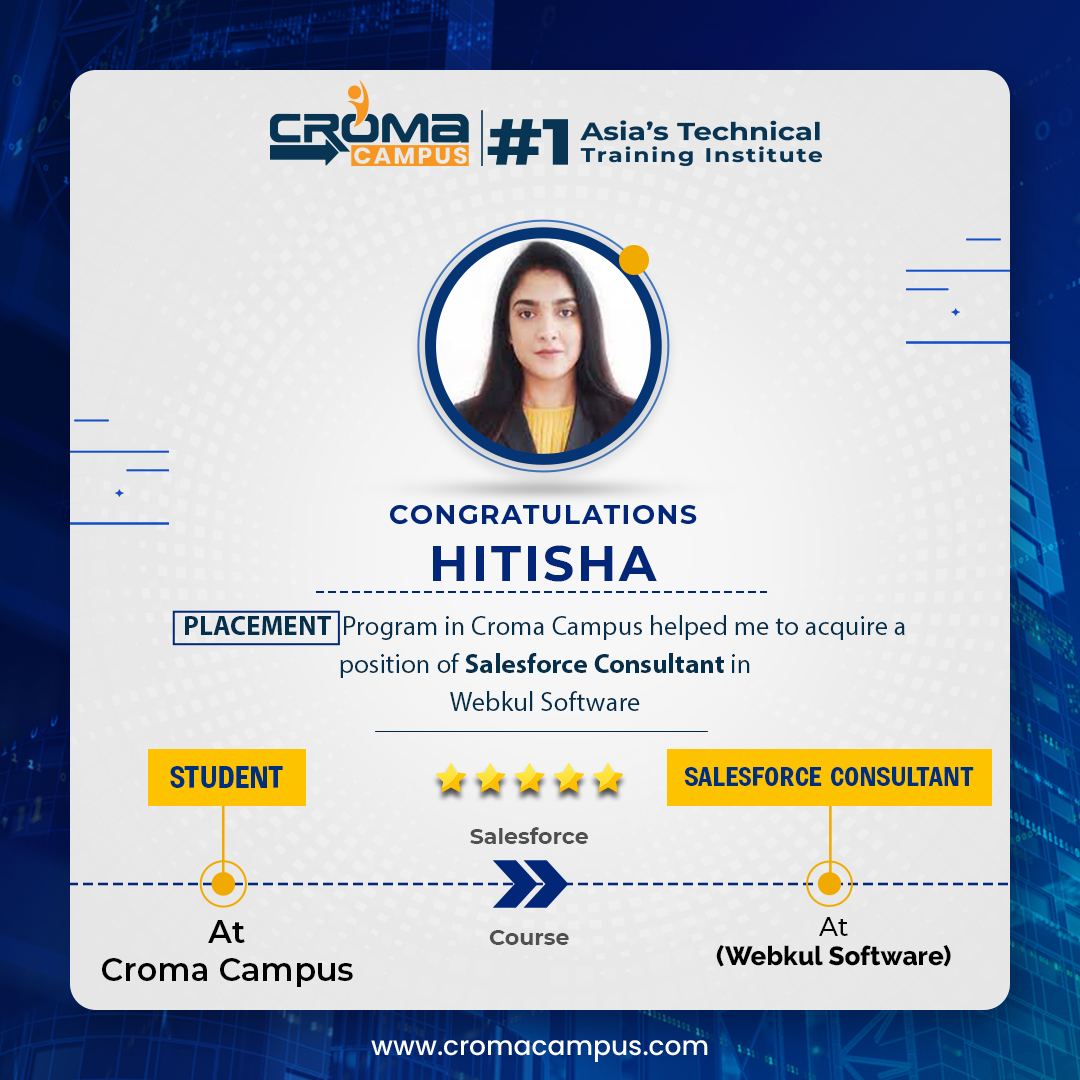 CROMA
CAMPUS
#1
Asia's Technical
Training Institute
CONGRATULATIONS
HITISHA
PLACEMENT Program in Croma Campus helped me to acquire a
position of Salesforce Consultant in
Webkul Software
STUDENT
SALESFORCE CONSULTANT
Salesforce
Course
At
Croma Campus
At
(Webkul Software)
www.cromacampus.com